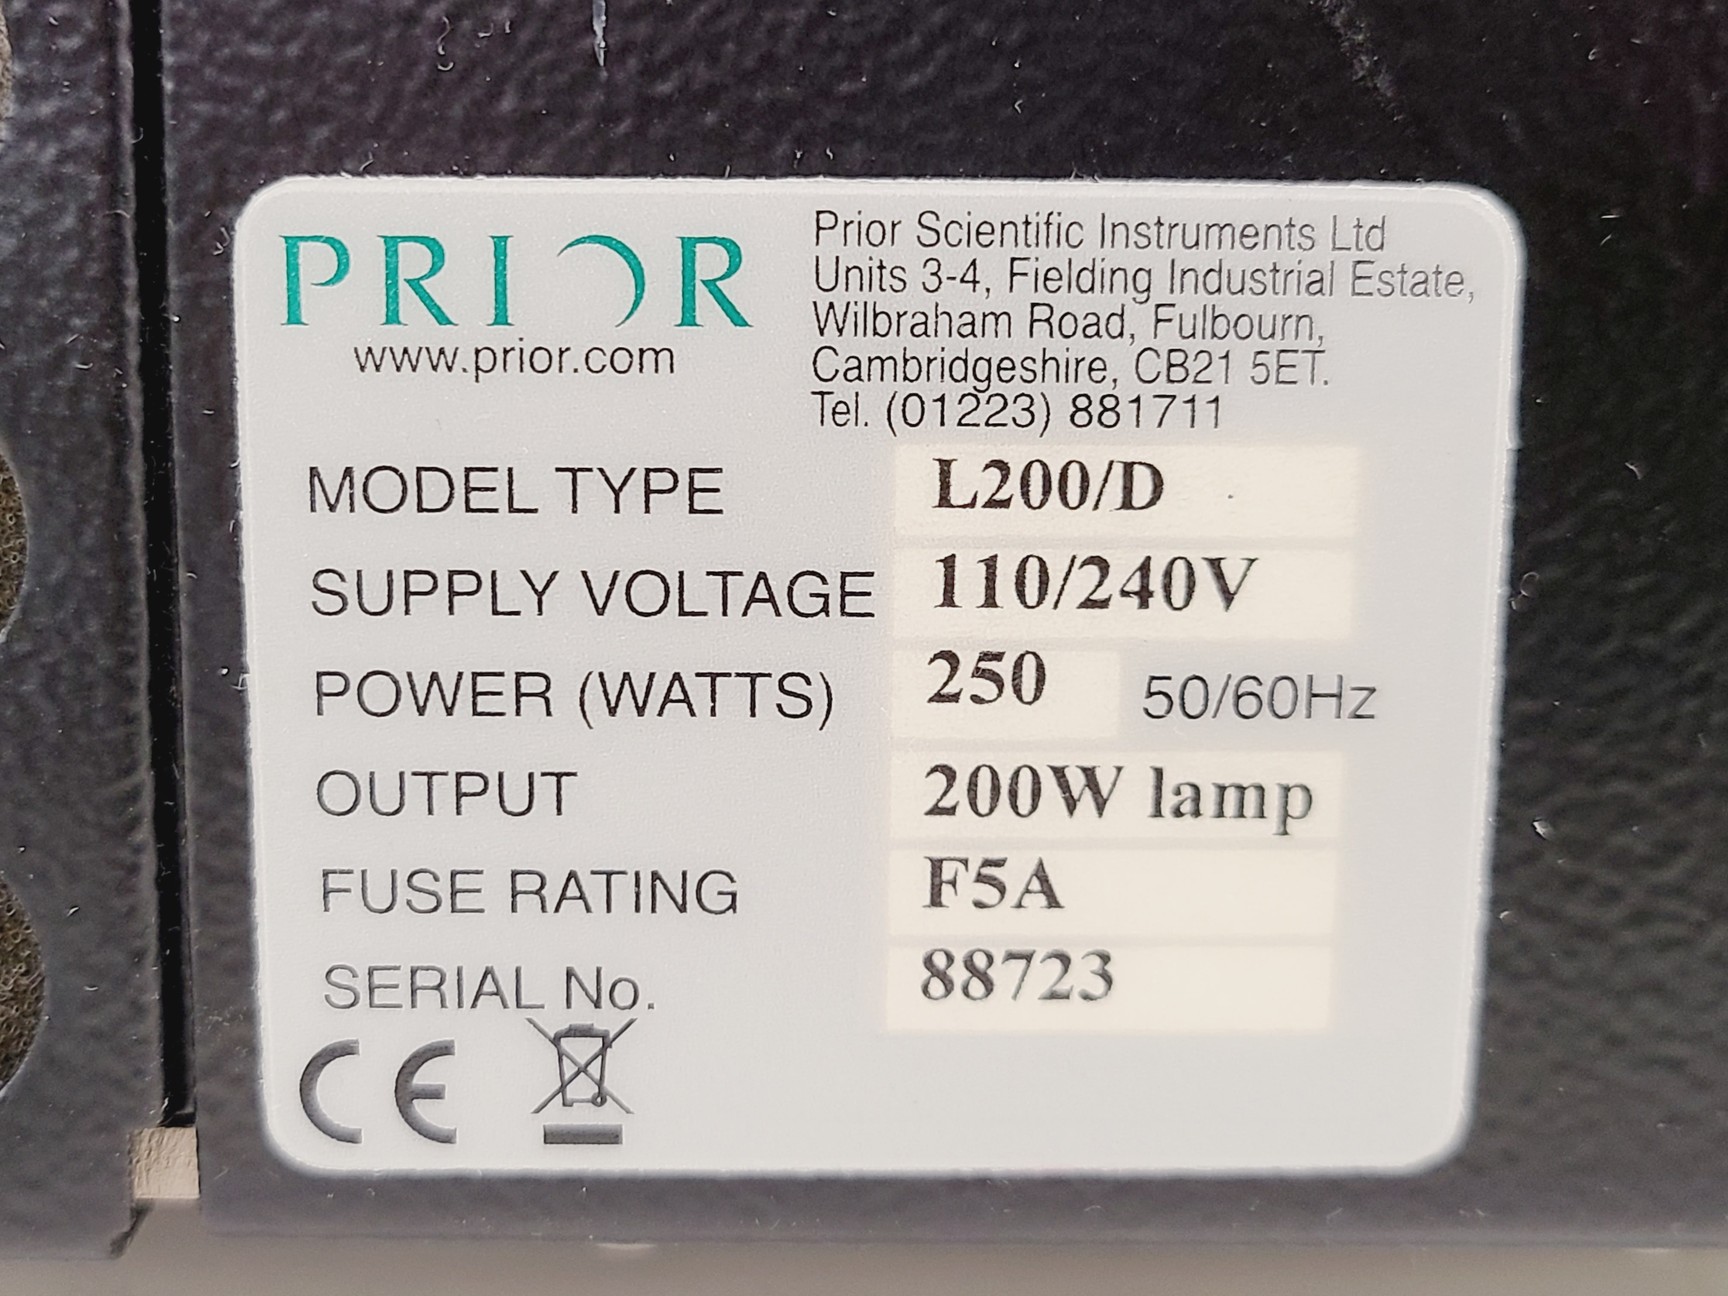 PRIOR
www.prior.com
Prior Scientific Instruments Ltd
Units 3-4, Fielding Industrial Estate,
Wilbraham Road, Fulbourn,
Cambridgeshire, CB21 5ET.
Tel. (01223) 881711
MODEL TYPE L200/D
SUPPLY VOLTAGE 110/240V
POWER (WATTS) 250 50/60Hz
OUTPUT 200W lamp
FUSE RATING F5A
SERIAL No. 88723
CE